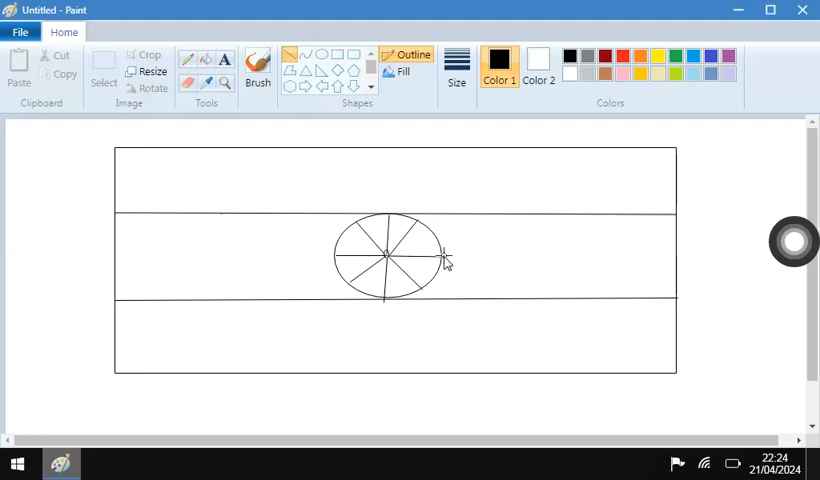 Untitled - Paint
File
Home
Paste
Cut
Copy
Clipboard
Select
Crop
Resize
Rotate
Image
A
Tools
Brush
Outline
Fill
Shapes
Size
Color 1
Color 2
Colors
22:24
21/04/2024